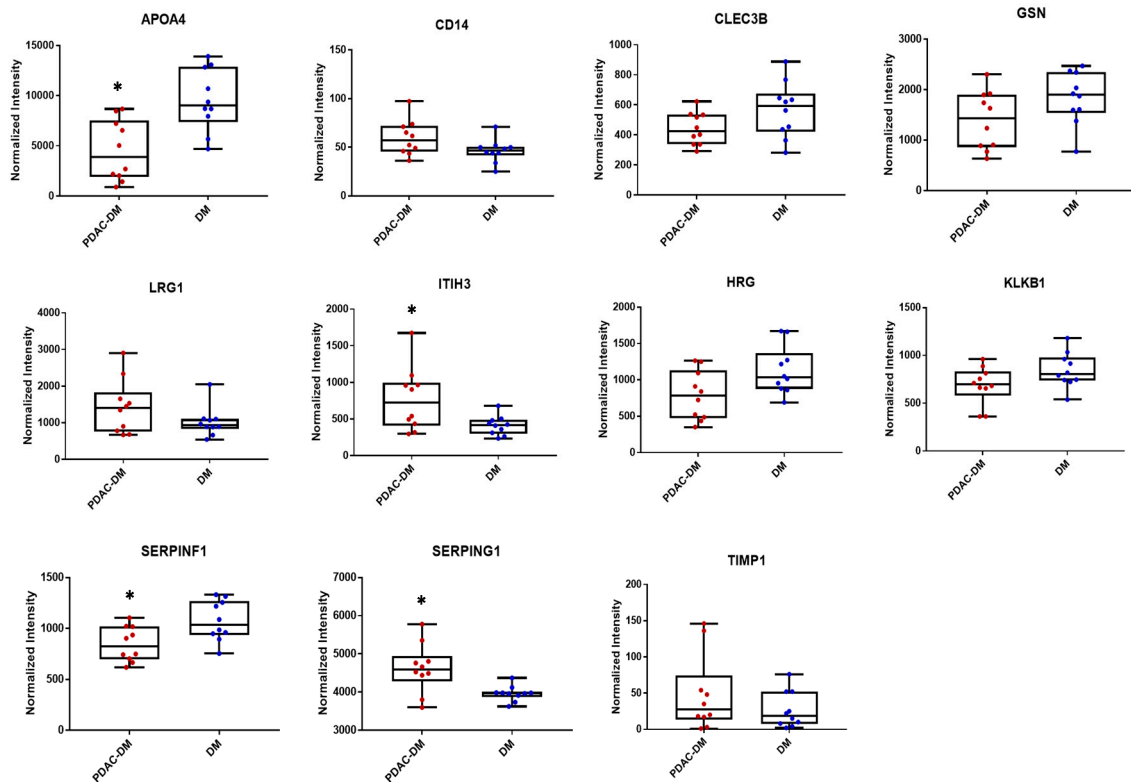 APOA4
Normalized Intensity
15000
10000
5000
0
*
PDAC-DM
DM
CD14
Normalized Intensity
150
100
50
0
PDAC-DM
DM
CLEC3B
Normalized Intensity
1000
800
600
400
200
0
PDAC-DM
DM
GSN
Normalized Intensity
3000
2000
1000
0
PDAC-DM
DM
LRG1
Normalized Intensity
4000
3000
2000
1000
0
PDAC-DM
DM
ITIH3
Normalized Intensity
2000
1500
1000
500
0
*
PDAC-DM
DM
HRG
Normalized Intensity
2000
1500
1000
500
0
PDAC-DM
DM
KLKB1
Normalized Intensity
1500
1000
500
0
PDAC-DM
DM
SERPINF1
Normalized Intensity
1500
1000
500
0
*
PDAC-DM
DM
SERPING1
Normalized Intensity
7000
6000
5000
4000
3000
*
PDAC-DM
DM
TIMP1
Normalized Intensity
200
150
100
50
0
PDAC-DM
DM